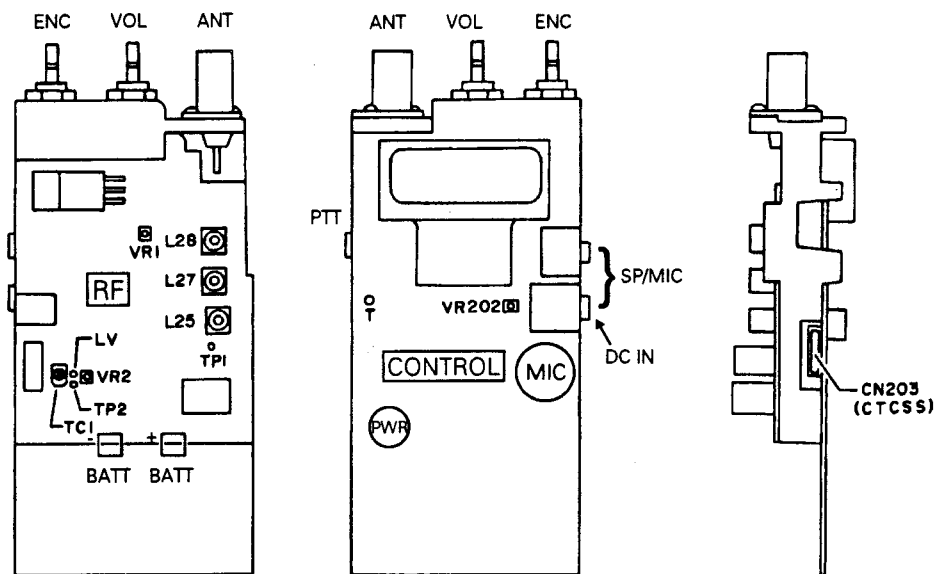 ENC VOL ANT
VR1
L28
L27
RF
L25
LV
TP1
VR2
TP2
TC1
- +
BATT BATT
ANT VOL ENC
PTT
SP/MIC
T
VR202
DC IN
CONTROL
MIC
PWR
CN203
(CTCSS)